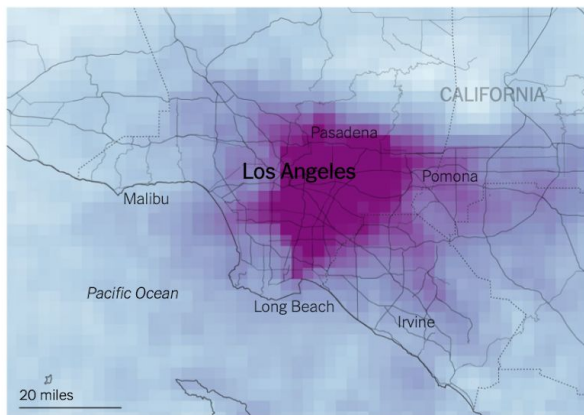 CALIFORNIA
Pasadena
Los Angeles
Pomona
Malibu
Pacific Ocean
Long Beach
Irvine
20 miles